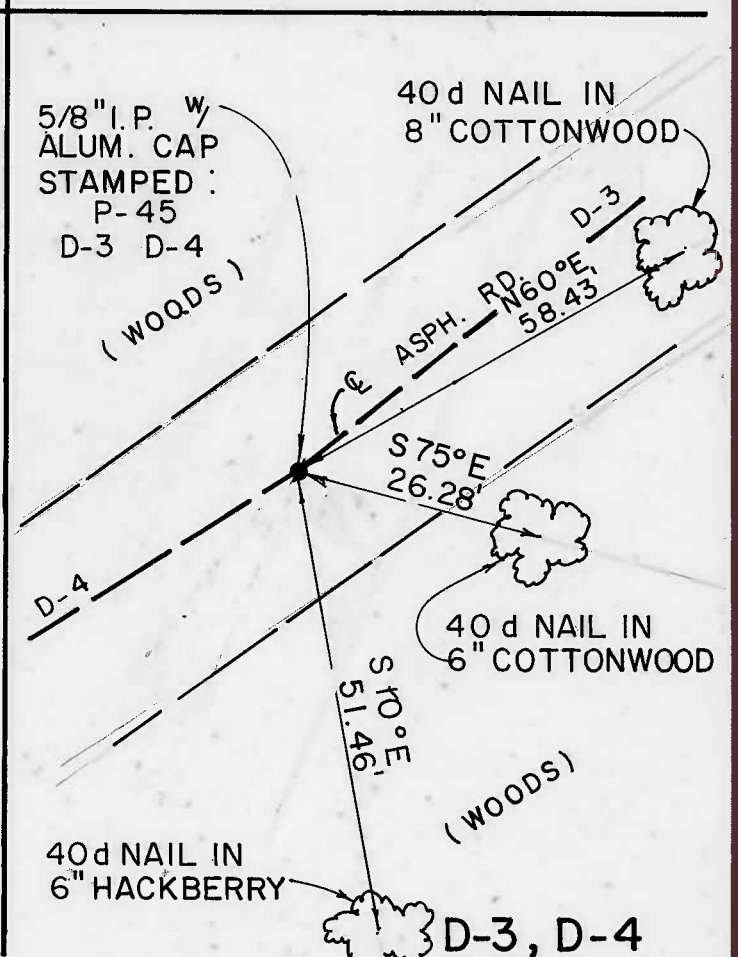 5/8" I.P. W/
ALUM. CAP
STAMPED :
P-45
D-3 D-4
40d NAIL IN
8" COTTONWOOD
(WOODS)
D-3
℄ ASPH. RD.
N60°E,
58.43'
S 75°E
26.28'
D-4
40d NAIL IN
6" COTTONWOOD
S 10°E
51.46'
(WOODS)
40d NAIL IN
6" HACKBERRY
D-3, D-4